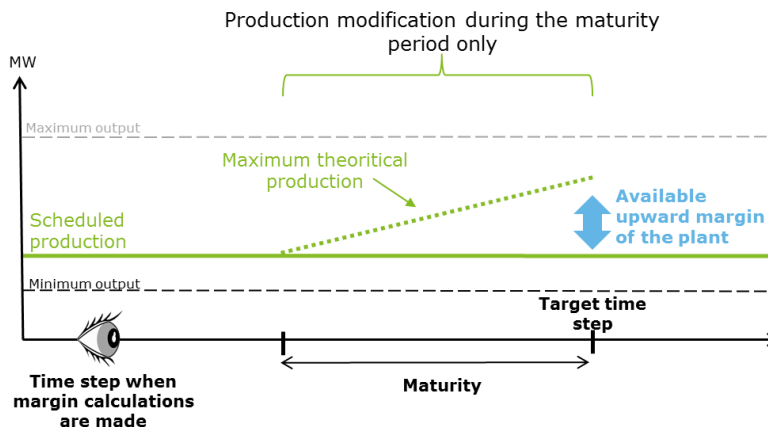 Production modification during the maturity
period only
MW
Maximum output
Maximum theoritical
production
Available
upward margin
of the plant
Scheduled
production
Minimum output
Target time
step
Time step when
margin calculations
are made
Maturity